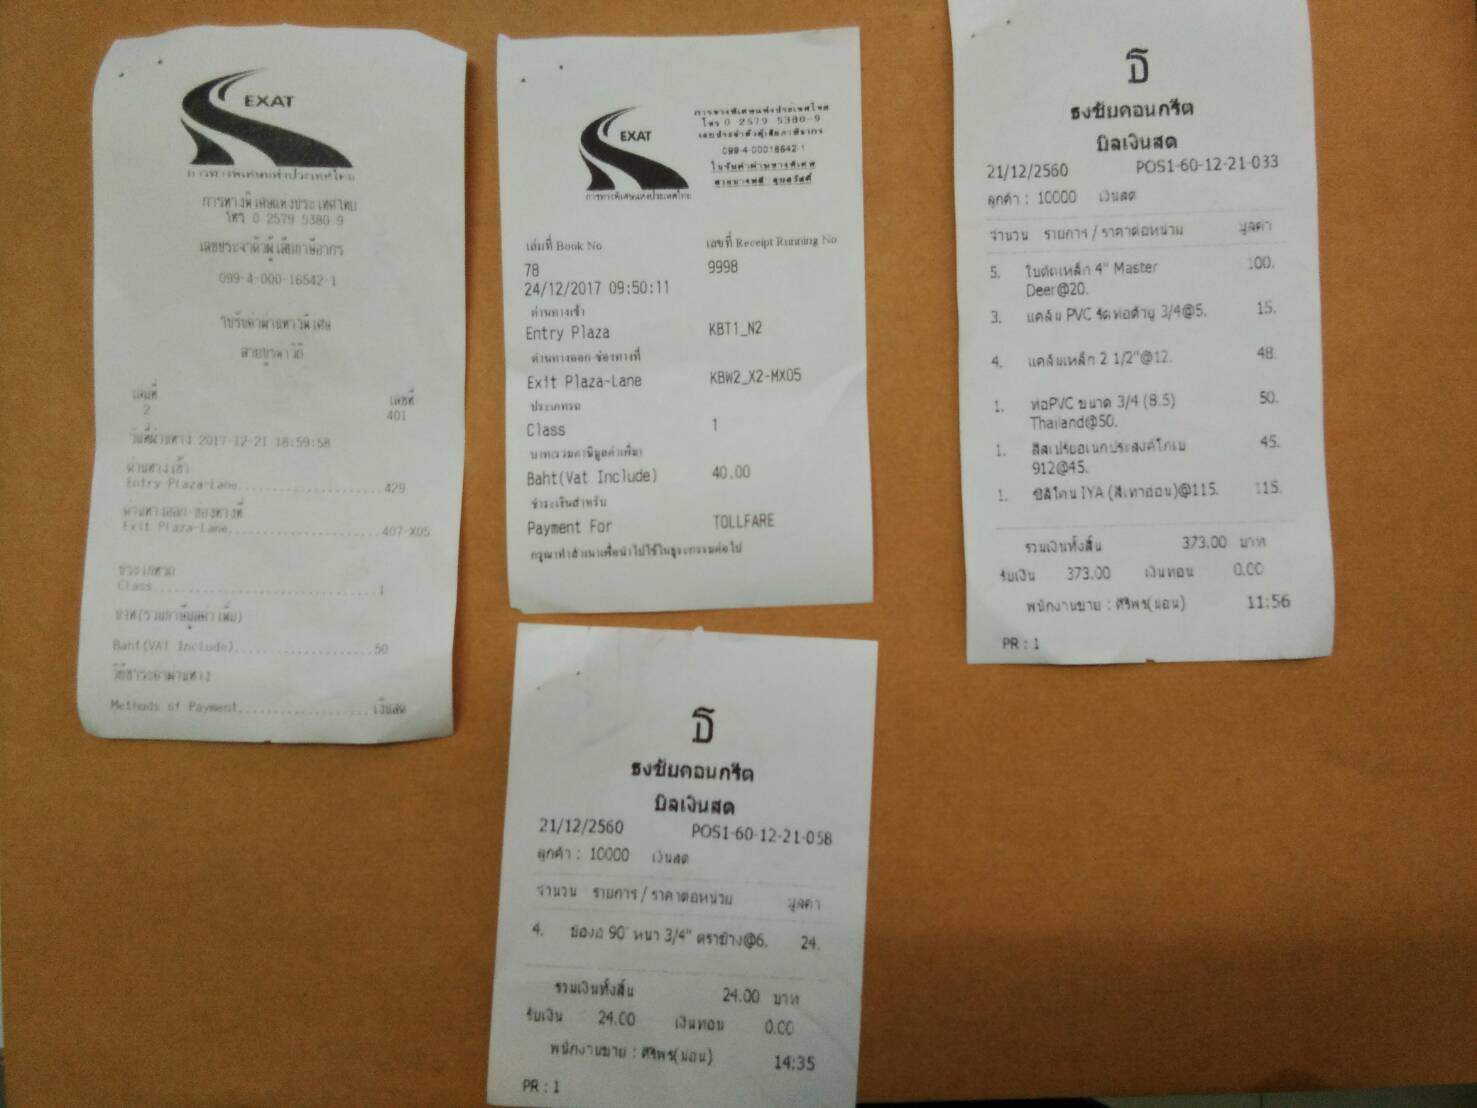 EXAT
การทางพิเศษแห่งประเทศไทย
การทางพิเศษแห่งประเทศไทย
โทร 0 2579 5380-9
เลขประจำตัวผู้เสียภาษีอากร
099-4-000-16542-1
ใบรับค่าผ่านทางพิเศษ
สายบูรพาวิถี
เล่มที่ เลขที่
2 401
วันที่ผ่านทาง 2017-12-21 18:59:58
ด่านทางเข้า
Entry Plaza-Lane....................429
ด่านทางออก-ช่องทางที่
Exit Plaza-Lane.....................407-X05
ประเภทรถ
Class...............................1
บาท(รวมภาษีมูลค่าเพิ่ม)
Baht(VAT Include)...................50
วิธีชำระค่าผ่านทาง
Methods of Payment..................เงินสด
EXAT
การทางพิเศษแห่งประเทศไทย
การทางพิเศษแห่งประเทศไทย
โทร 0 2579 5380-9
เลขประจำตัวผู้เสียภาษีอากร
099-4-00016542-1
ใบรับค่าผ่านทางพิเศษ
สายบางพลี สุขสวัสดิ์
เล่มที่ Book No เลขที่ Receipt Running No
78 9998
24/12/2017 09:50:11
ด่านทางเข้า
Entry Plaza KBT1_N2
ด่านทางออก-ช่องทางที่
Exit Plaza-Lane KBW2_X2-MX05
ประเภทรถ
Class 1
บาท(รวมภาษีมูลค่าเพิ่ม)
Baht(Vat Include) 40.00
ชำระเงินสำหรับ
Payment For TOLLFARE
กรุณาทำสำเนาเพื่อนำไปใช้ในธุรกรรมต่อไป
ธ
ธงชัยคอนกรีต
บิลเงินสด
21/12/2560 POS1-60-12-21-033
ลูกค้า : 10000 เงินสด
จำนวน รายการ / ราคาต่อหน่วย มูลค่า
5. ใบตัดเหล็ก 4" Master 100.
Deer@20.
3. แคล้ม PVC รัดท่อก้ามปู 3/4@5. 15.
4. แคล้มเหล็ก 2 1/2"@12. 48.
1. ท่อPVC ขนาด 3/4 (8.5) 50.
Thailand@50.
1. สีสเปรย์อเนกประสงค์โกเบ 45.
912@45.
1. ซิลิโคน IYA (สีเทาอ่อน)@115. 115.
รวมเงินทั้งสิ้น 373.00 บาท
รับเงิน 373.00 เงินทอน 0.00
พนักงานขาย : ศิริพร(ม่อน) 11:56
PR : 1
ธ
ธงชัยคอนกรีต
บิลเงินสด
21/12/2560 POS1-60-12-21-058
ลูกค้า : 10000 เงินสด
จำนวน รายการ / ราคาต่อหน่วย มูลค่า
4. ข้องอ 90 หนา 3/4" ตราช้าง@6. 24.
รวมเงินทั้งสิ้น 24.00 บาท
รับเงิน 24.00 เงินทอน 0.00
พนักงานขาย : ศิริพร(ม่อน) 14:35
PR : 1